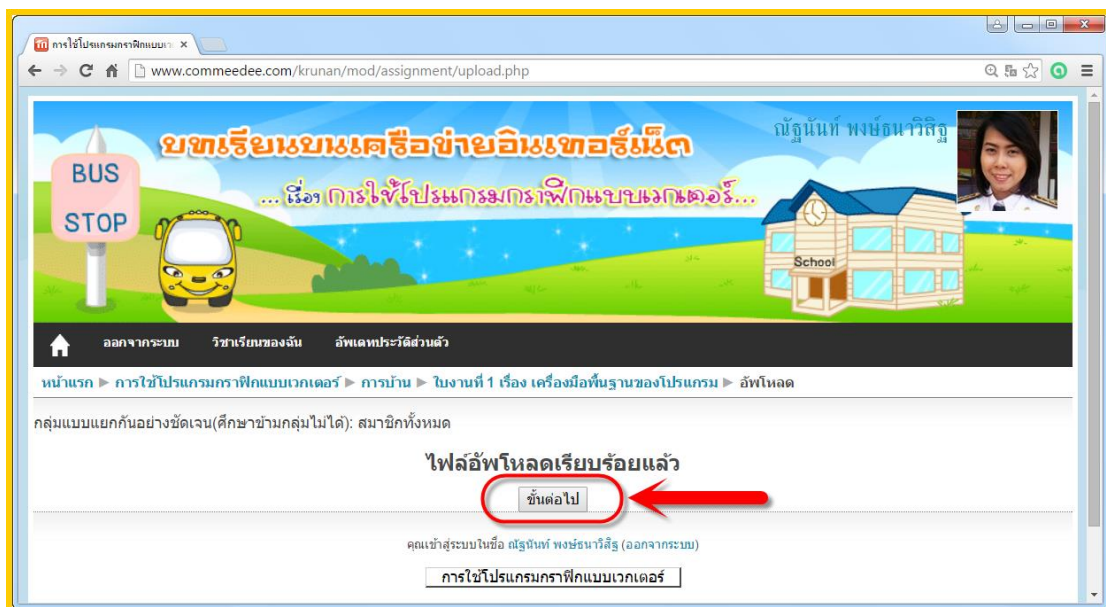 การใช้โปรแกรมกราฟิกแบบเวก
www.commeedee.com/krunan/mod/assignment/upload.php
บทเรียนบนเครือข่ายอินเทอร์เน็ต
ณัฐนันท์ พงษ์ธนาวิสิฐ
... เรื่อง การใช้โปรแกรมกราฟิกแบบเวกเตอร์...
BUS
STOP
School
ออกจากระบบ วิชาเรียนของฉัน อัพเดทประวัติส่วนตัว
หน้าแรก ► การใช้โปรแกรมกราฟิกแบบเวกเตอร์ ► การบ้าน ► ใบงานที่ 1 เรื่อง เครื่องมือพื้นฐานของโปรแกรม ► อัพโหลด
กลุ่มแบบแยกกันอย่างชัดเจน(ศึกษาข้ามกลุ่มไม่ได้): สมาชิกทั้งหมด
ไฟล์อัพโหลดเรียบร้อยแล้ว
ขั้นต่อไป
คุณเข้าสู่ระบบในชื่อ ณัฐนันท์ พงษ์ธนาวิสิฐ (ออกจากระบบ)
การใช้โปรแกรมกราฟิกแบบเวกเตอร์